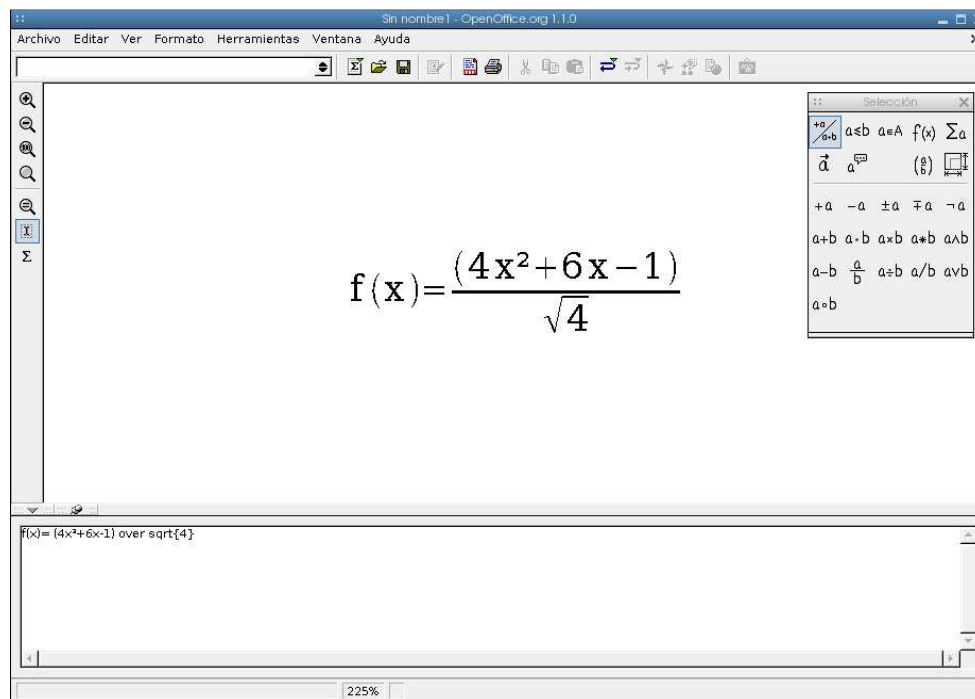 Sin nombre1 - OpenOffice.org 1.1.0
Archivo Editar Ver Formato Herramientas Ventana Ayuda
Selección
+a/a+b a≤b a∈A f(x) Σa
a⃗ a (a/b)
+a -a ±a ∓a ¬a
a+b a·b a×b a*b a∧b
a-b a/b a÷b a/b a∨b
a∘b
f(x)=(4x²+6x−1)/√4
f(x)= (4x²+6x-1) over sqrt{4}
225%